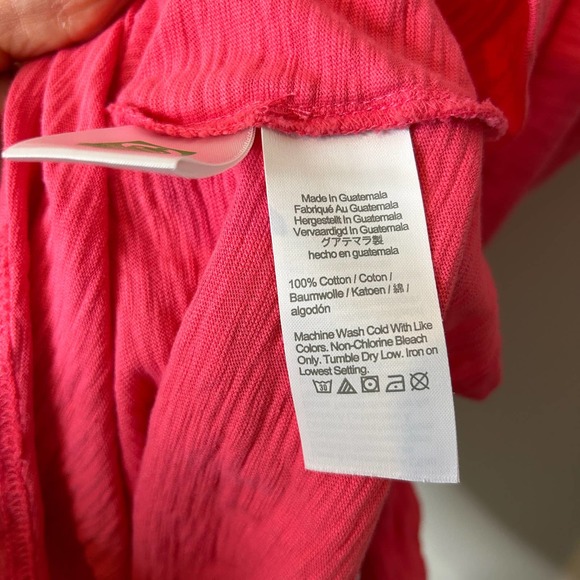 Made In Guatemala
Fabriqué Au Guatemala
Hergestellt In Guatemala
Vervaardigd In Guatemala
グアテマラ製
hecho en guatemala
100% Cotton / Coton /
Baumwolle / Katoen / 綿 /
algodón
Machine Wash Cold With Like
Colors. Non-Chlorine Bleach
Only. Tumble Dry Low. Iron on
Lowest Setting.
30